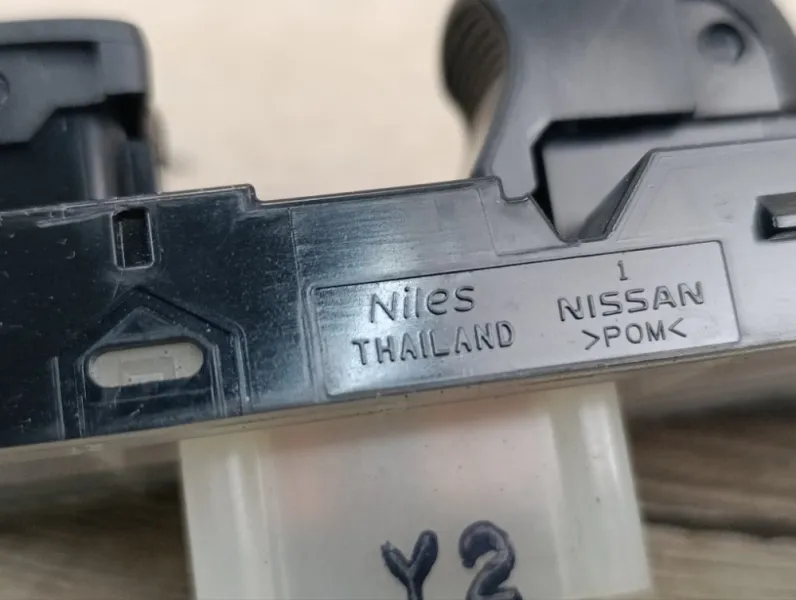 1
Niles NISSAN
THAILAND >POM<
Y2